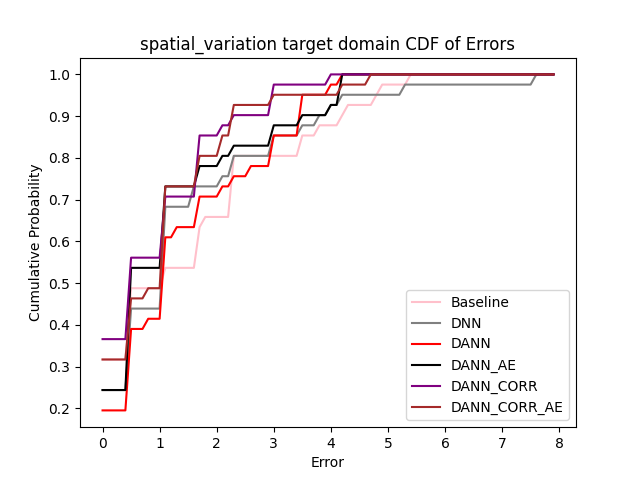 spatial_variation target domain CDF of Errors
Cumulative Probability
1.0
0.9
0.8
0.7
0.6
0.5
0.4
0.3
0.2
Baseline
DNN
DANN
DANN_AE
DANN_CORR
DANN_CORR_AE
0 1 2 3 4 5 6 7 8
Error